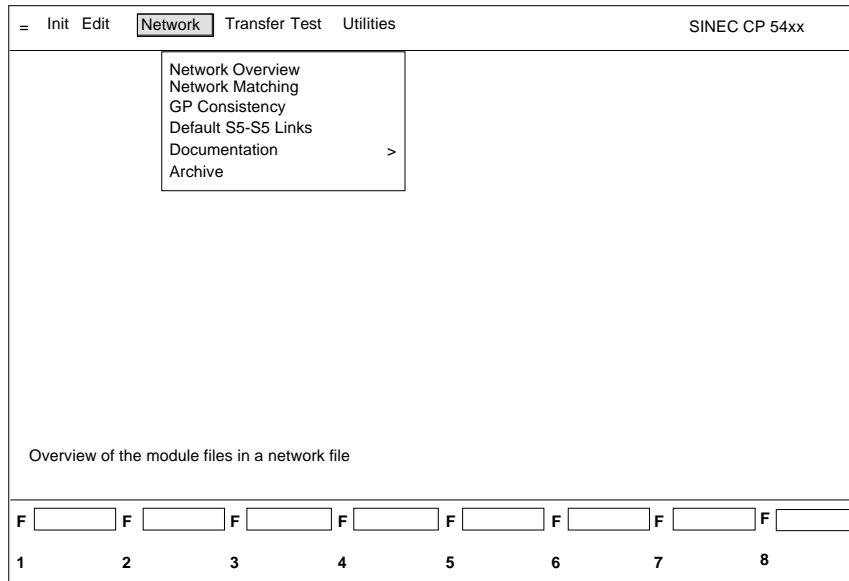 = Init Edit Network Transfer Test Utilities SINEC CP 54xx
Network Overview
Network Matching
GP Consistency
Default S5-S5 Links
Documentation >
Archive
Overview of the module files in a network file
F F F F F F F F
1 2 3 4 5 6 7 8